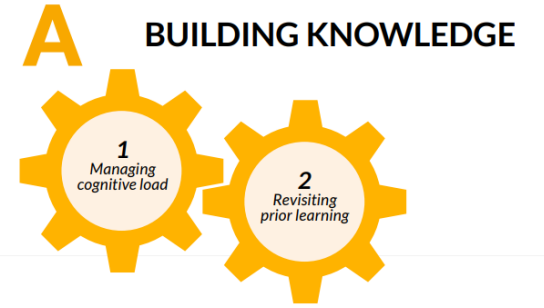 A
BUILDING KNOWLEDGE
1
Managing
cognitive load
2
Revisiting
prior learning